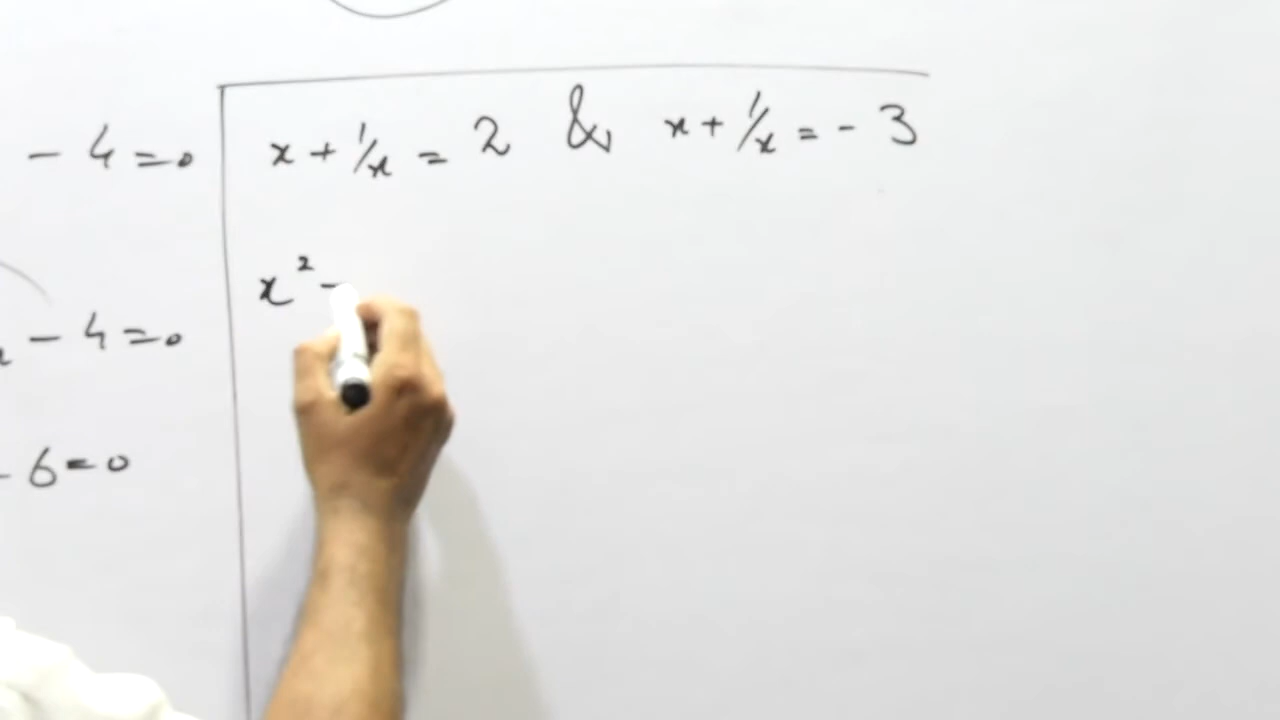 - 4 = 0
x + 1/x = 2 & x + 1/x = - 3
x² -
- 4 = 0
- 6 = 0